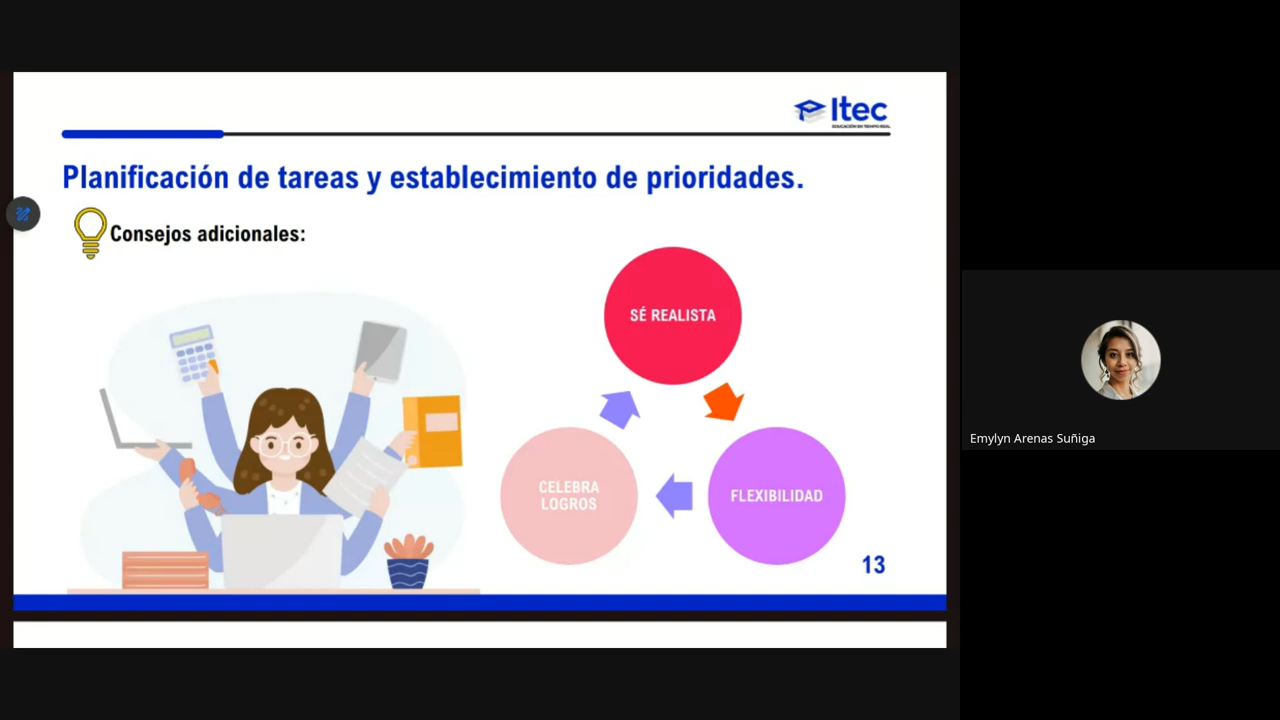 Itec
EDUCACIÓN EN TIEMPO REAL
Planificación de tareas y establecimiento de prioridades.
Consejos adicionales:
SÉ REALISTA
CELEBRA
LOGROS
FLEXIBILIDAD
13
Emylyn Arenas Suñiga